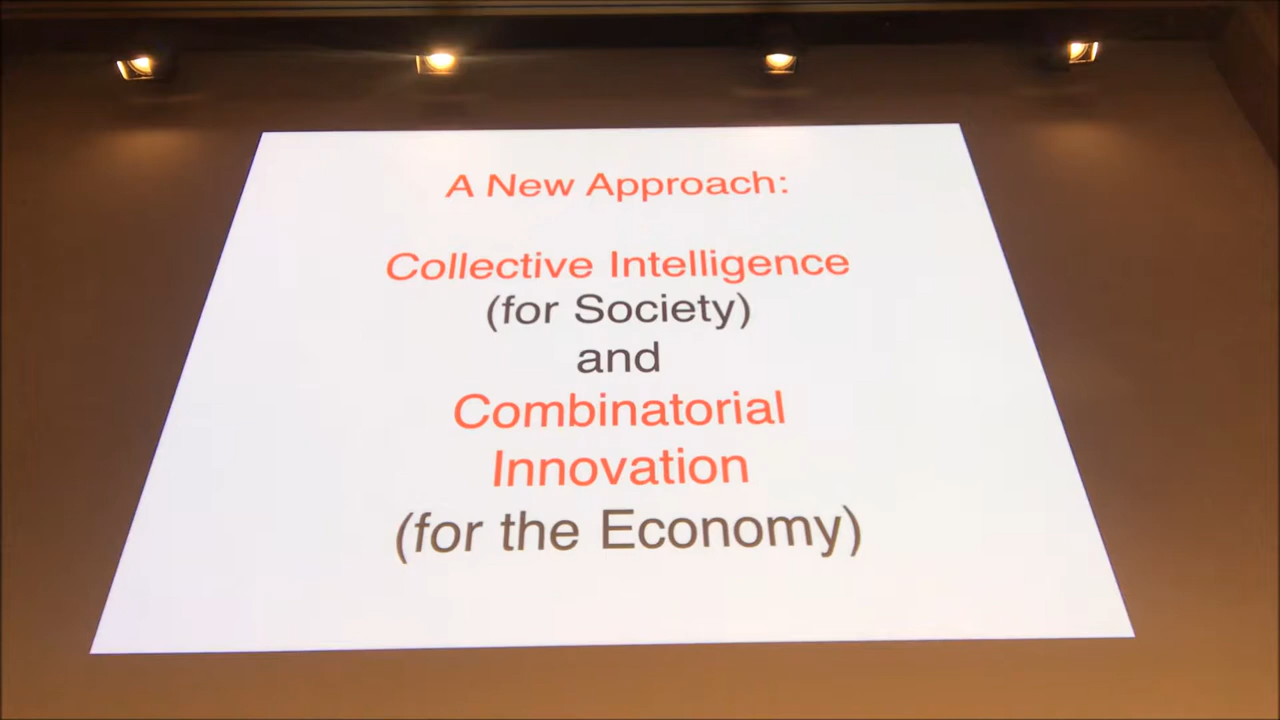 A New Approach:
Collective Intelligence
(for Society)
and
Combinatorial
Innovation
(for the Economy)